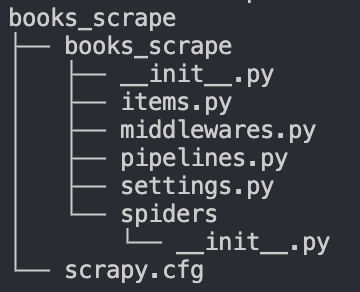 books_scrape
├── books_scrape
│   ├── __init__.py
│   ├── items.py
│   ├── middlewares.py
│   ├── pipelines.py
│   ├── settings.py
│   └── spiders
│       └── __init__.py
└── scrapy.cfg